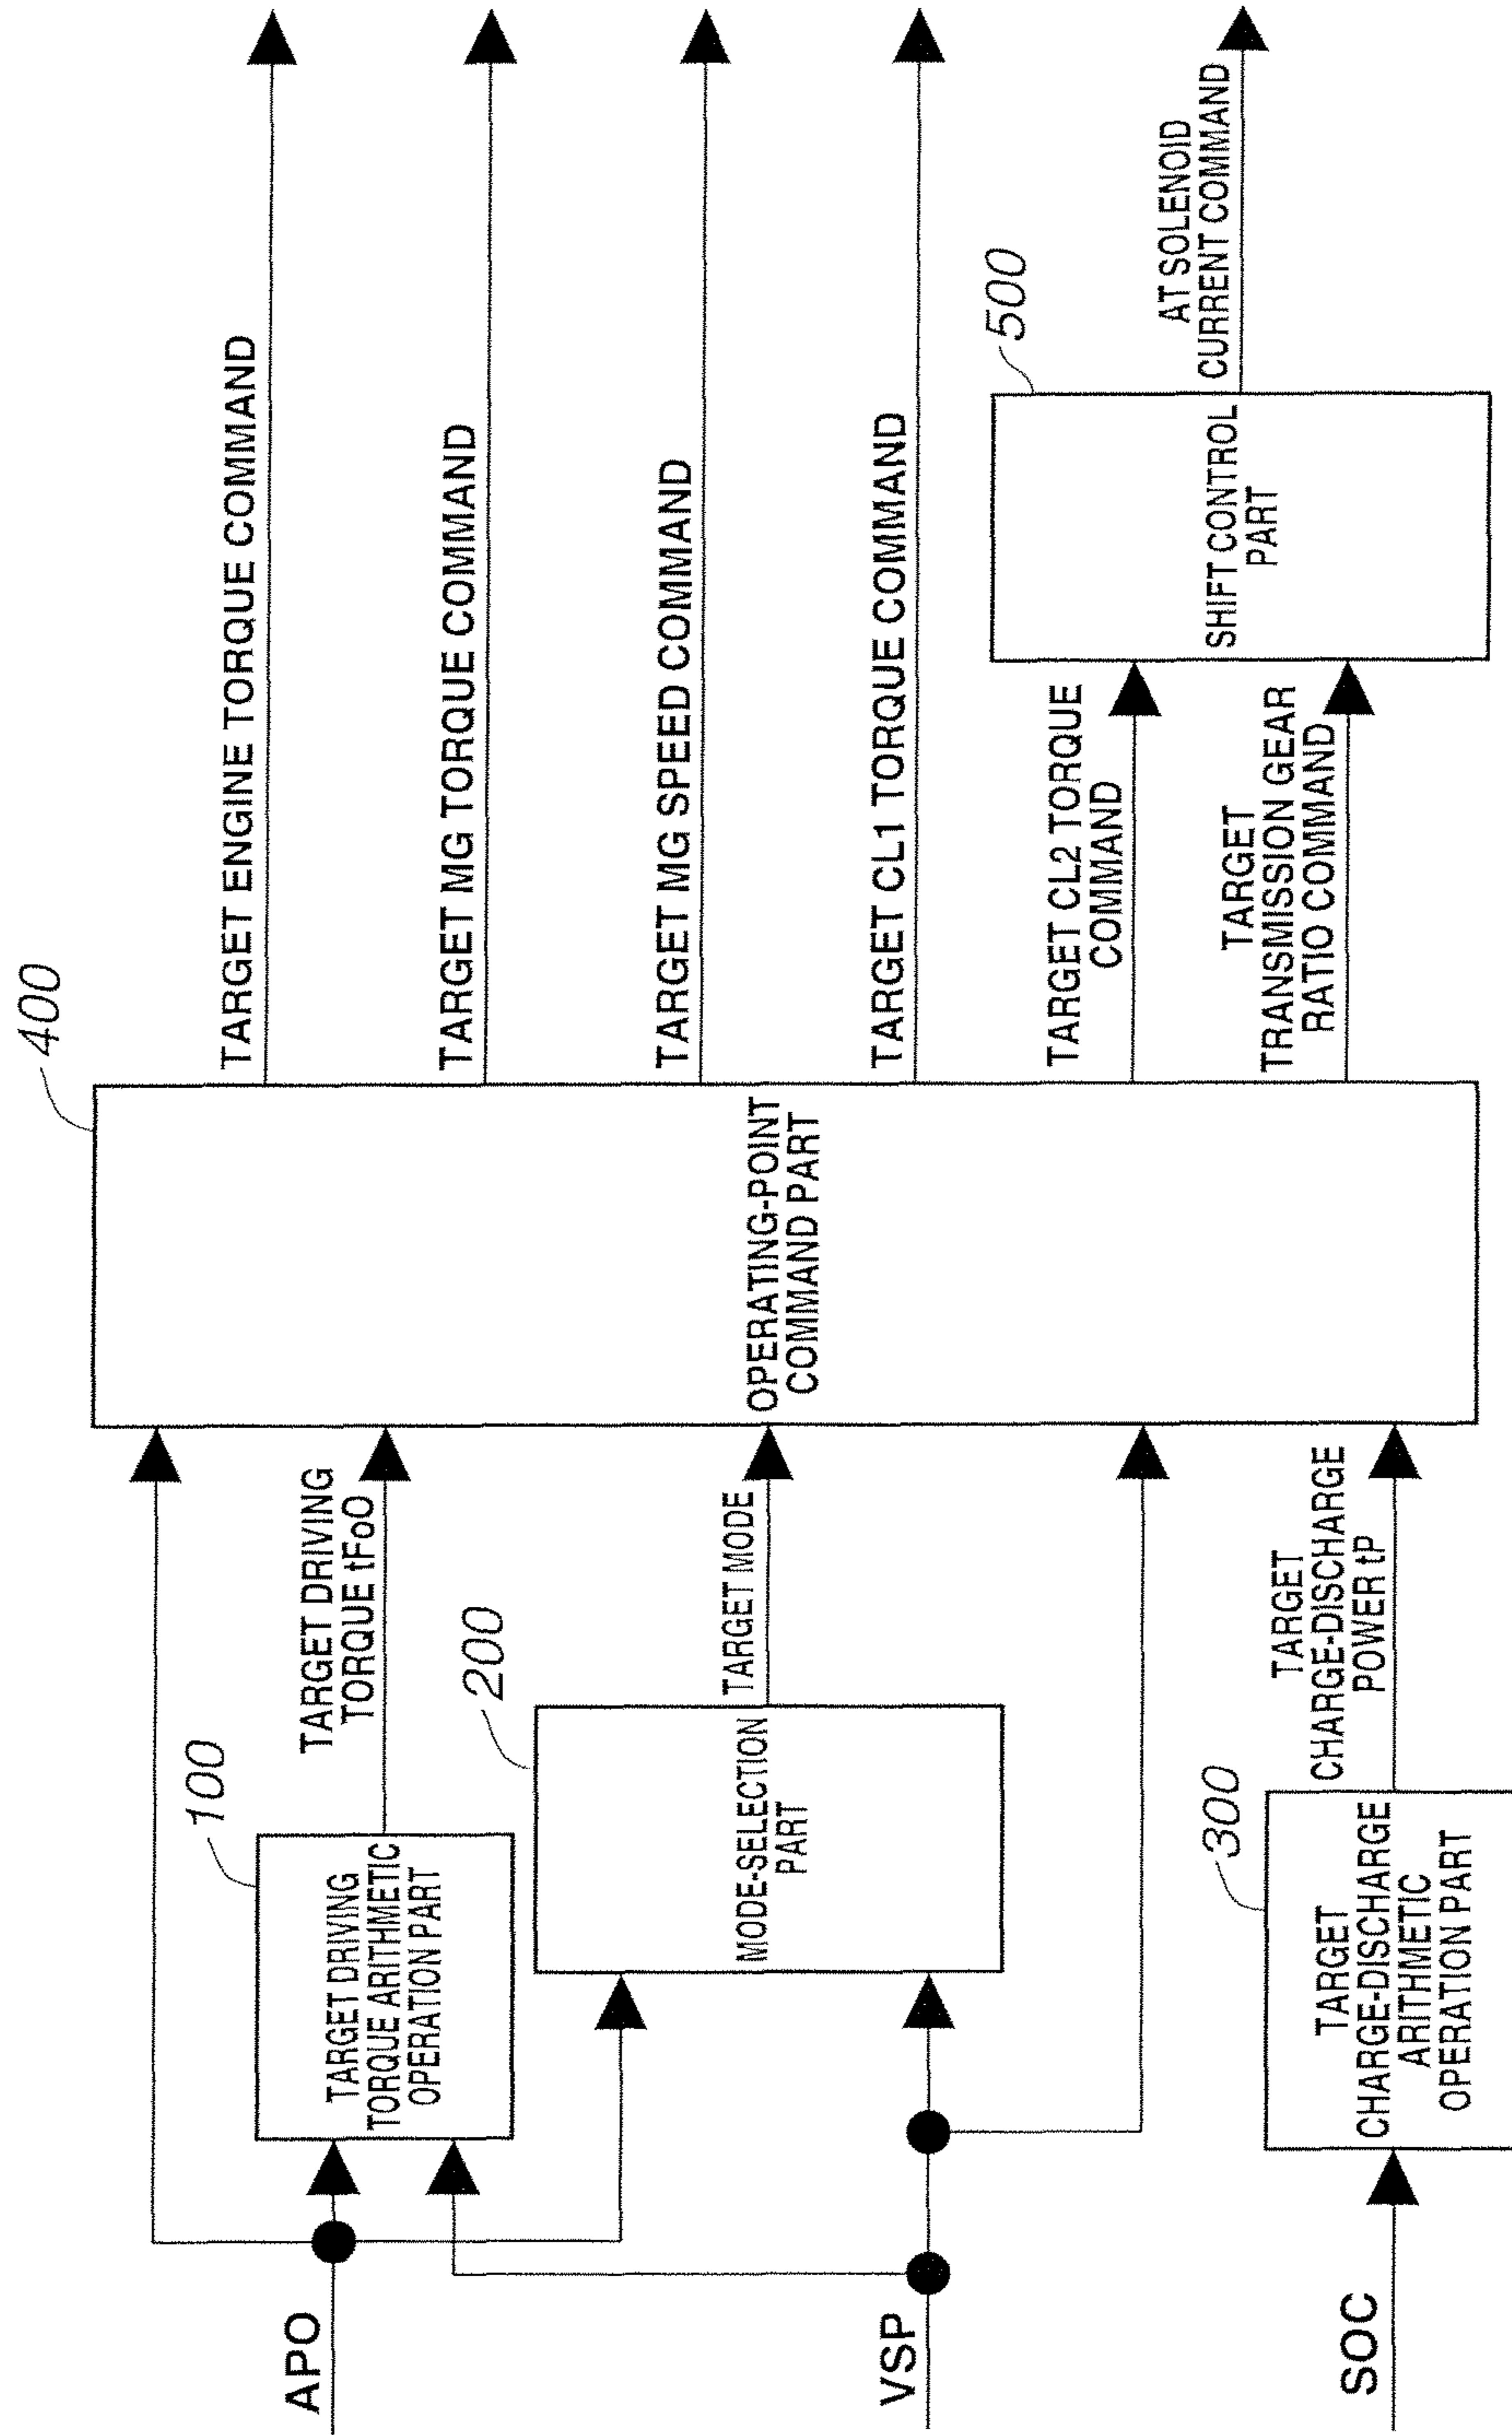 APO
VSP
SOC
100
TARGET DRIVING
TORQUE ARITHMETIC
OPERATION PART
TARGET DRIVING
TORQUE tFoO
200
MODE-SELECTION
PART
TARGET MODE
300
TARGET
CHARGE-DISCHARGE
ARITHMETIC
OPERATION PART
TARGET
CHARGE-DISCHARGE
POWER tP
400
OPERATING-POINT
COMMAND PART
TARGET ENGINE TORQUE COMMAND
TARGET MG TORQUE COMMAND
TARGET MG SPEED COMMAND
TARGET CL1 TORQUE COMMAND
TARGET CL2 TORQUE
COMMAND
TARGET
TRANSMISSION GEAR
RATIO COMMAND
500
SHIFT CONTROL
PART
AT SOLENOID
CURRENT COMMAND